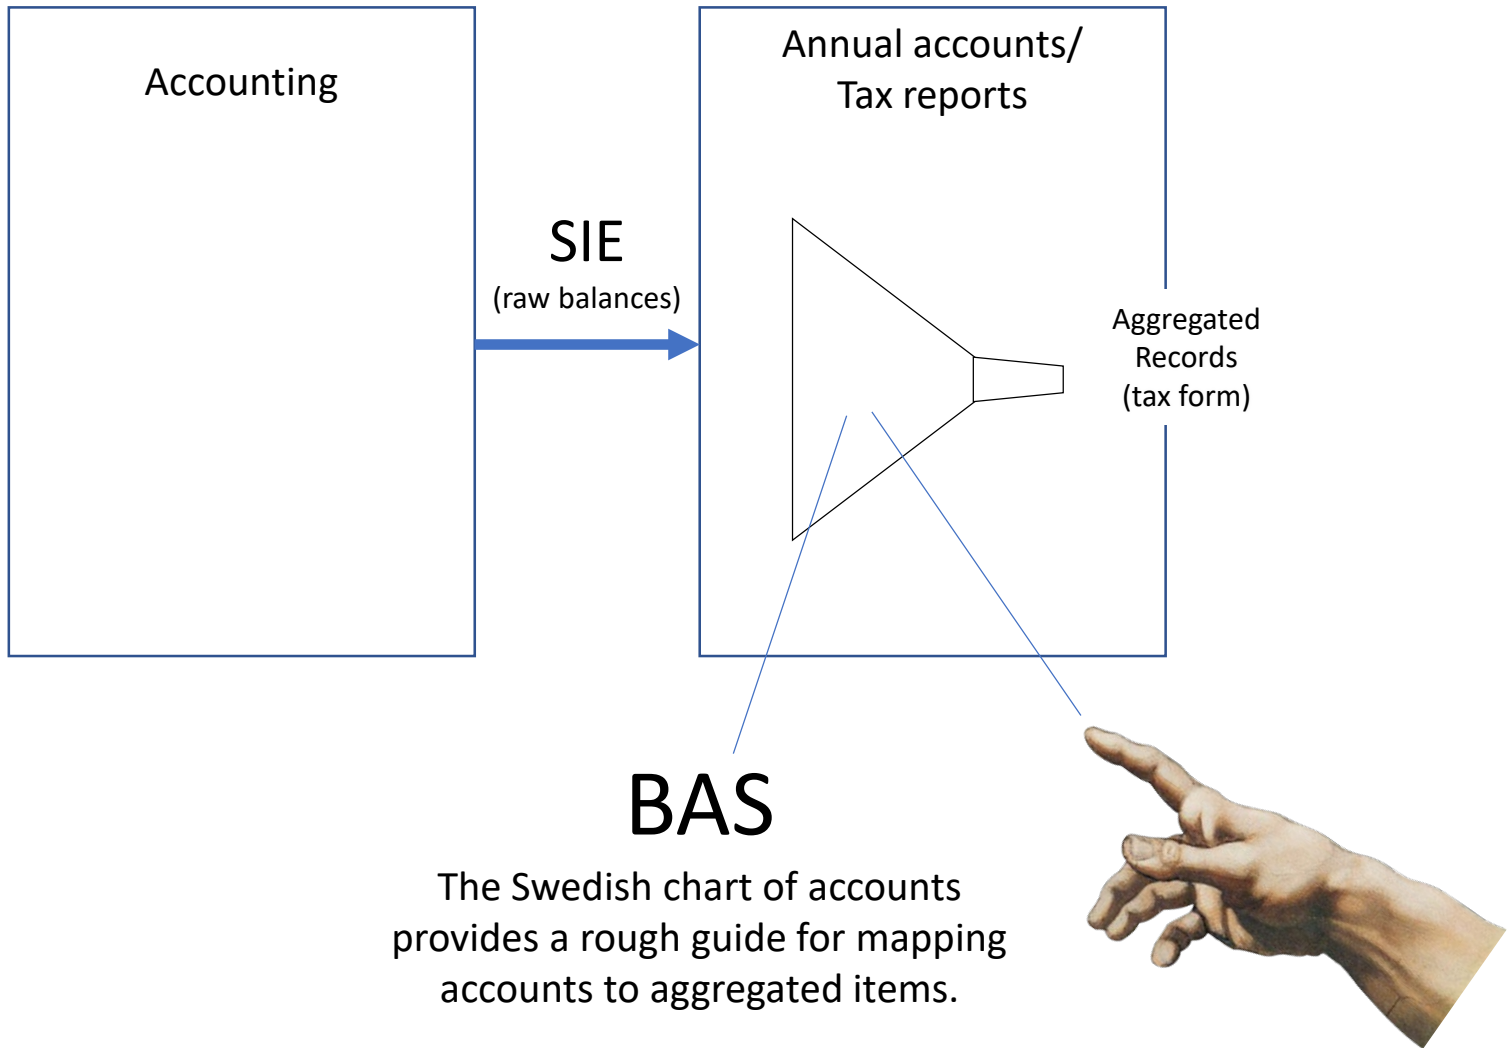 Accounting
Annual accounts/
Tax reports
SIE
(raw balances)
Aggregated
Records
(tax form)
BAS
The Swedish chart of accounts
provides a rough guide for mapping
accounts to aggregated items.